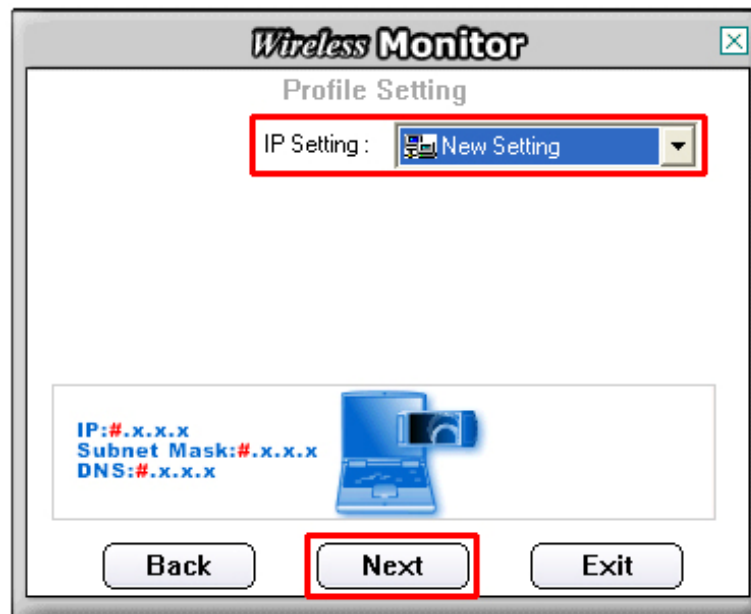 Wireless Monitor
Profile Setting
IP Setting : New Setting
IP:#.x.x.x
Subnet Mask:#.x.x.x
DNS:#.x.x.x
Back Next Exit